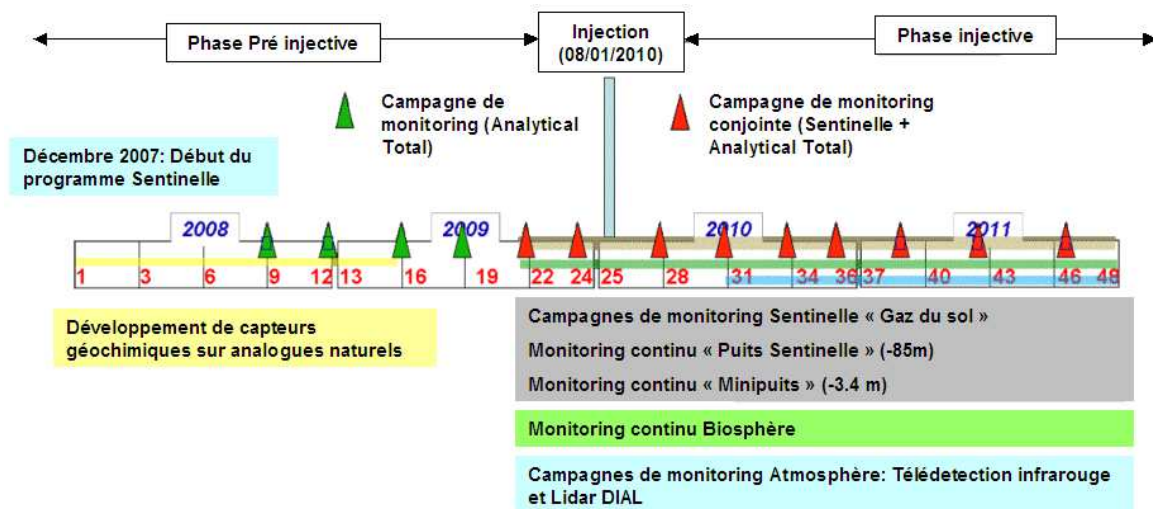 Phase Pré injective
Injection
(08/01/2010)
Phase injective
Campagne de
monitoring (Analytical
Total)
Campagne de monitoring
conjointe (Sentinelle +
Analytical Total)
Décembre 2007: Début du
programme Sentinelle
2008 2009 2010 2011
1 3 6 9 12 13 16 19 22 24 25 28 31 34 36 37 40 43 46 48
Développement de capteurs
géochimiques sur analogues naturels
Campagnes de monitoring Sentinelle « Gaz du sol »
Monitoring continu « Puits Sentinelle » (-85m)
Monitoring continu « Minipuits » (-3.4 m)
Monitoring continu Biosphère
Campagnes de monitoring Atmosphère: Télédetection infrarouge
et Lidar DIAL